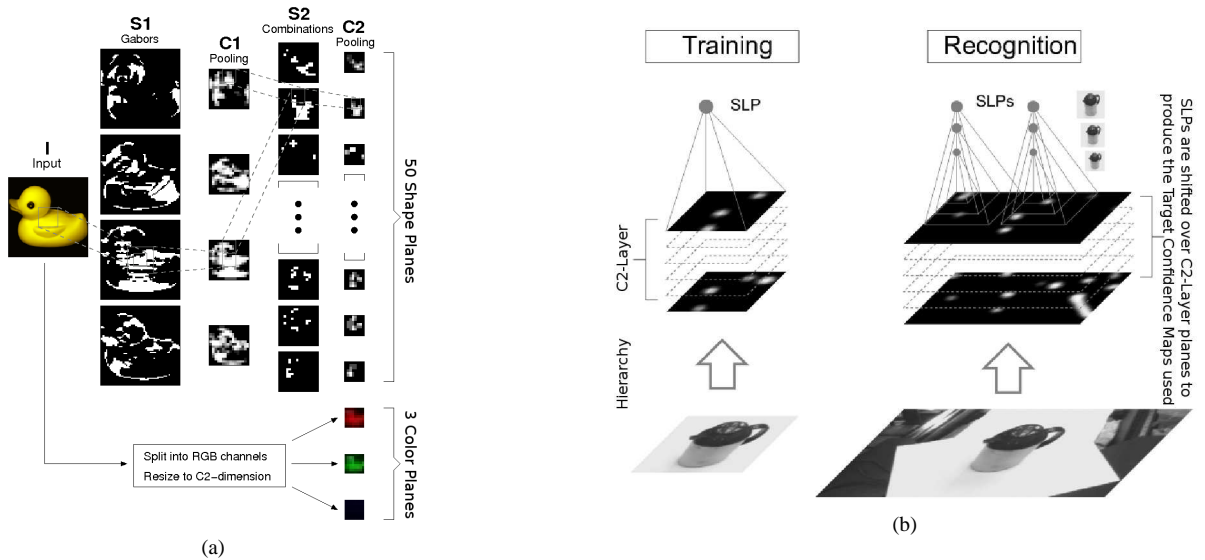 I
Input
S1
Gabors
C1
Pooling
S2
Combinations
C2
Pooling
50 Shape Planes
Split into RGB channels
Resize to C2-dimension
3 Color Planes
(a)
Training
SLP
C2-Layer
Hierarchy
Recognition
SLPs
SLPs are shifted over C2-Layer planes to
produce the Target Confidence Maps used
(b)